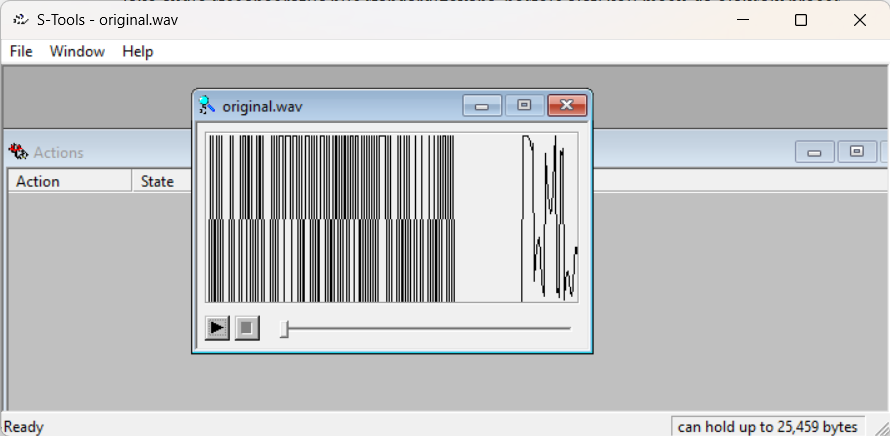 S-Tools - original.wav
File Window Help
original.wav
Actions
Action State
Ready
can hold up to 25,459 bytes